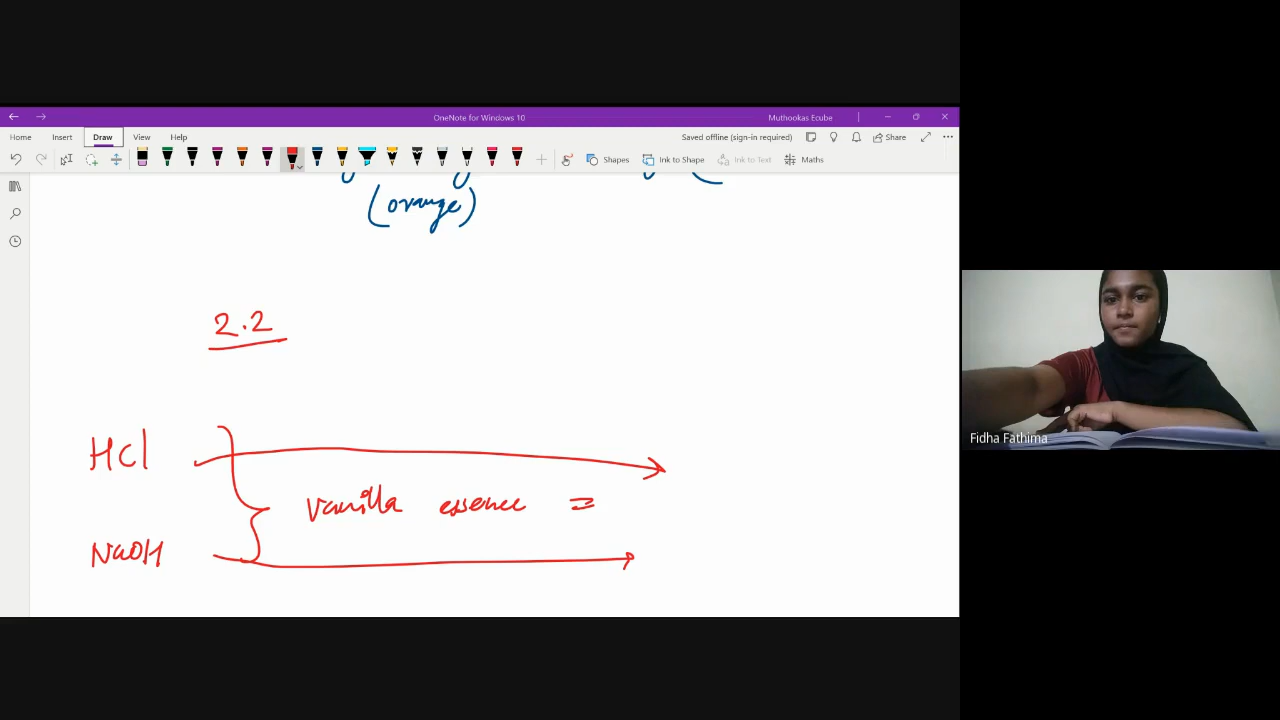 OneNote for Windows 10
Muthookas Ecube
Home Insert Draw View Help
Saved offline (sign-in required)
Share
Shapes
Ink to Shape
Ink to Text
Maths
(orange)
2.2
HCl
Vanilla essence =
NaOH
Fidha Fathima